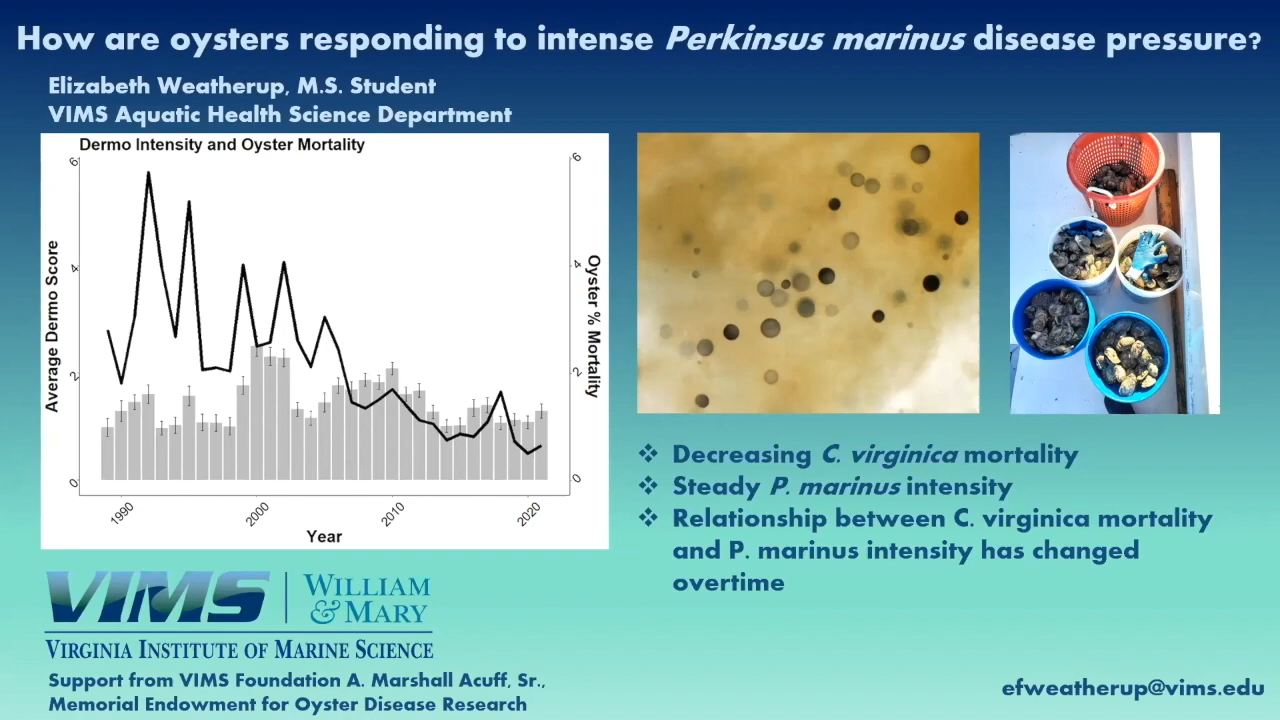 How are oysters responding to intense Perkinsus marinus disease pressure?
Elizabeth Weatherup, M.S. Student
VIMS Aquatic Health Science Department
Dermo Intensity and Oyster Mortality
Average Dermo Score
6
4
2
0
6
4
2
0
Oyster % Mortality
1990
2000
2010
2020
Year
❖ Decreasing C. virginica mortality
❖ Steady P. marinus intensity
❖ Relationship between C. virginica mortality
and P. marinus intensity has changed
overtime
VIMS
WILLIAM
& MARY
VIRGINIA INSTITUTE OF MARINE SCIENCE
Support from VIMS Foundation A. Marshall Acuff, Sr.,
Memorial Endowment for Oyster Disease Research
efweatherup@vims.edu